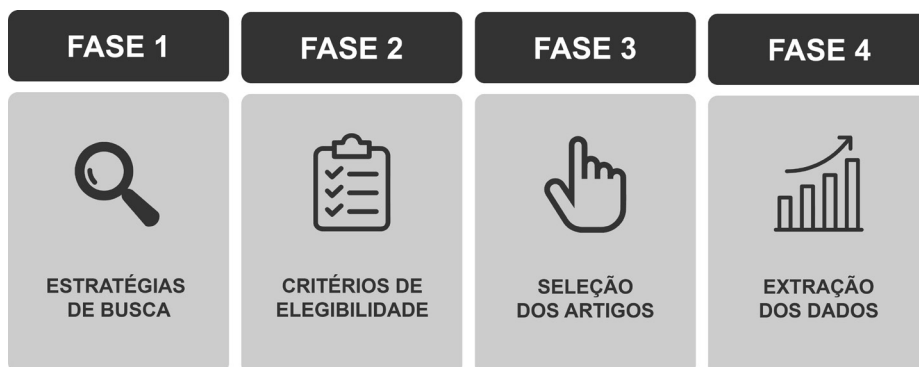 FASE 1
ESTRATÉGIAS
DE BUSCA
FASE 2
CRITÉRIOS DE
ELEGIBILIDADE
FASE 3
SELEÇÃO
DOS ARTIGOS
FASE 4
EXTRAÇÃO
DOS DADOS